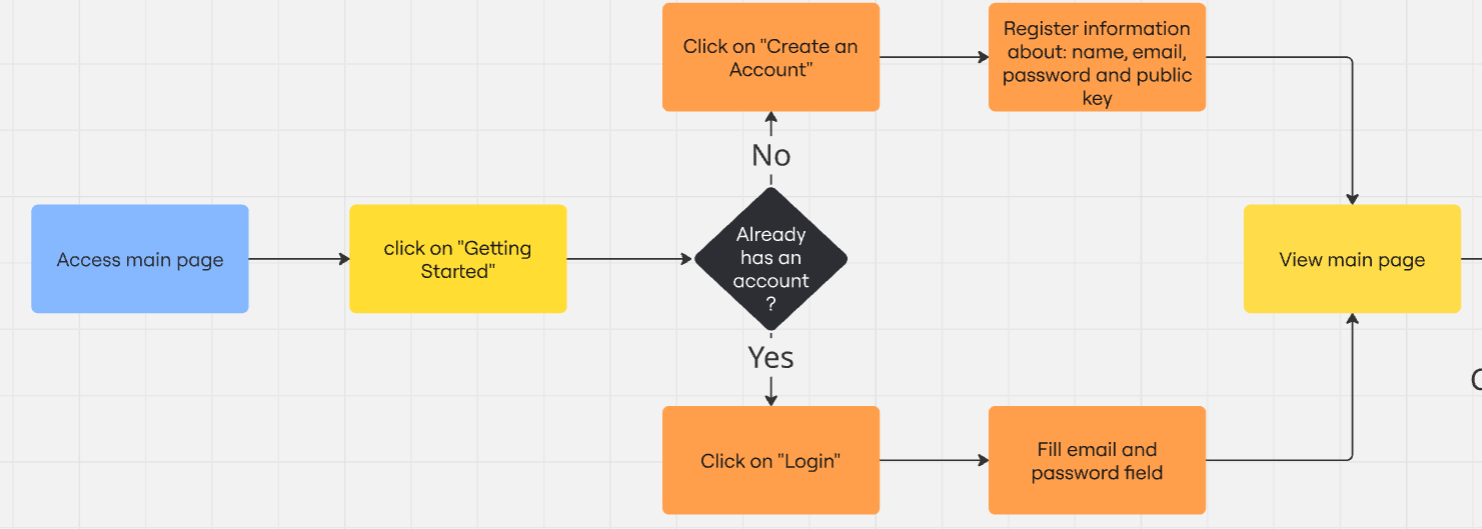 Click on "Create an
Account"
Register information
about: name, email,
password and public
key
No
Access main page
click on "Getting
Started"
Already
has an
account
?
View main page
Yes
Click on "Login"
Fill email and
password field